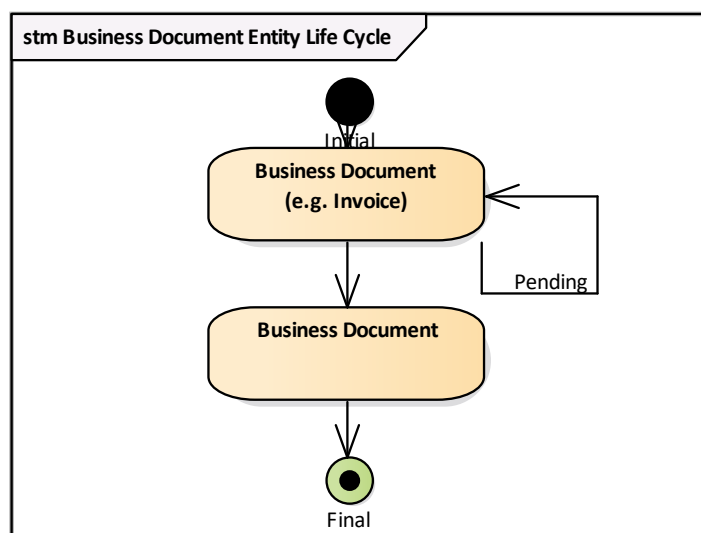 stm Business Document Entity Life Cycle
Initial
Business Document
(e.g. Invoice)
Pending
Business Document
Final